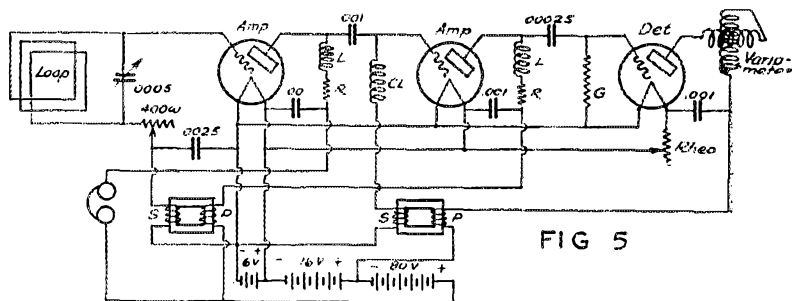 Amp
.001
Amp
.00025
Det
Loop
.0005
400ω
L
R
CL
L
R
G
Vario-
meter
.00
.001
.001
.0025
Rheo
S
P
S
P
FIG 5
- +
6V
- 16V +
- 80V +